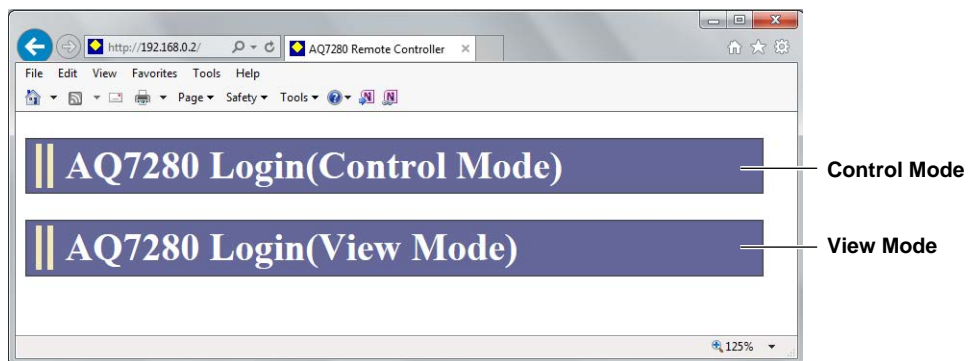 http://192.168.0.2/
AQ7280 Remote Controller
File Edit View Favorites Tools Help
Page Safety Tools
AQ7280 Login(Control Mode)
Control Mode
AQ7280 Login(View Mode)
View Mode
125%